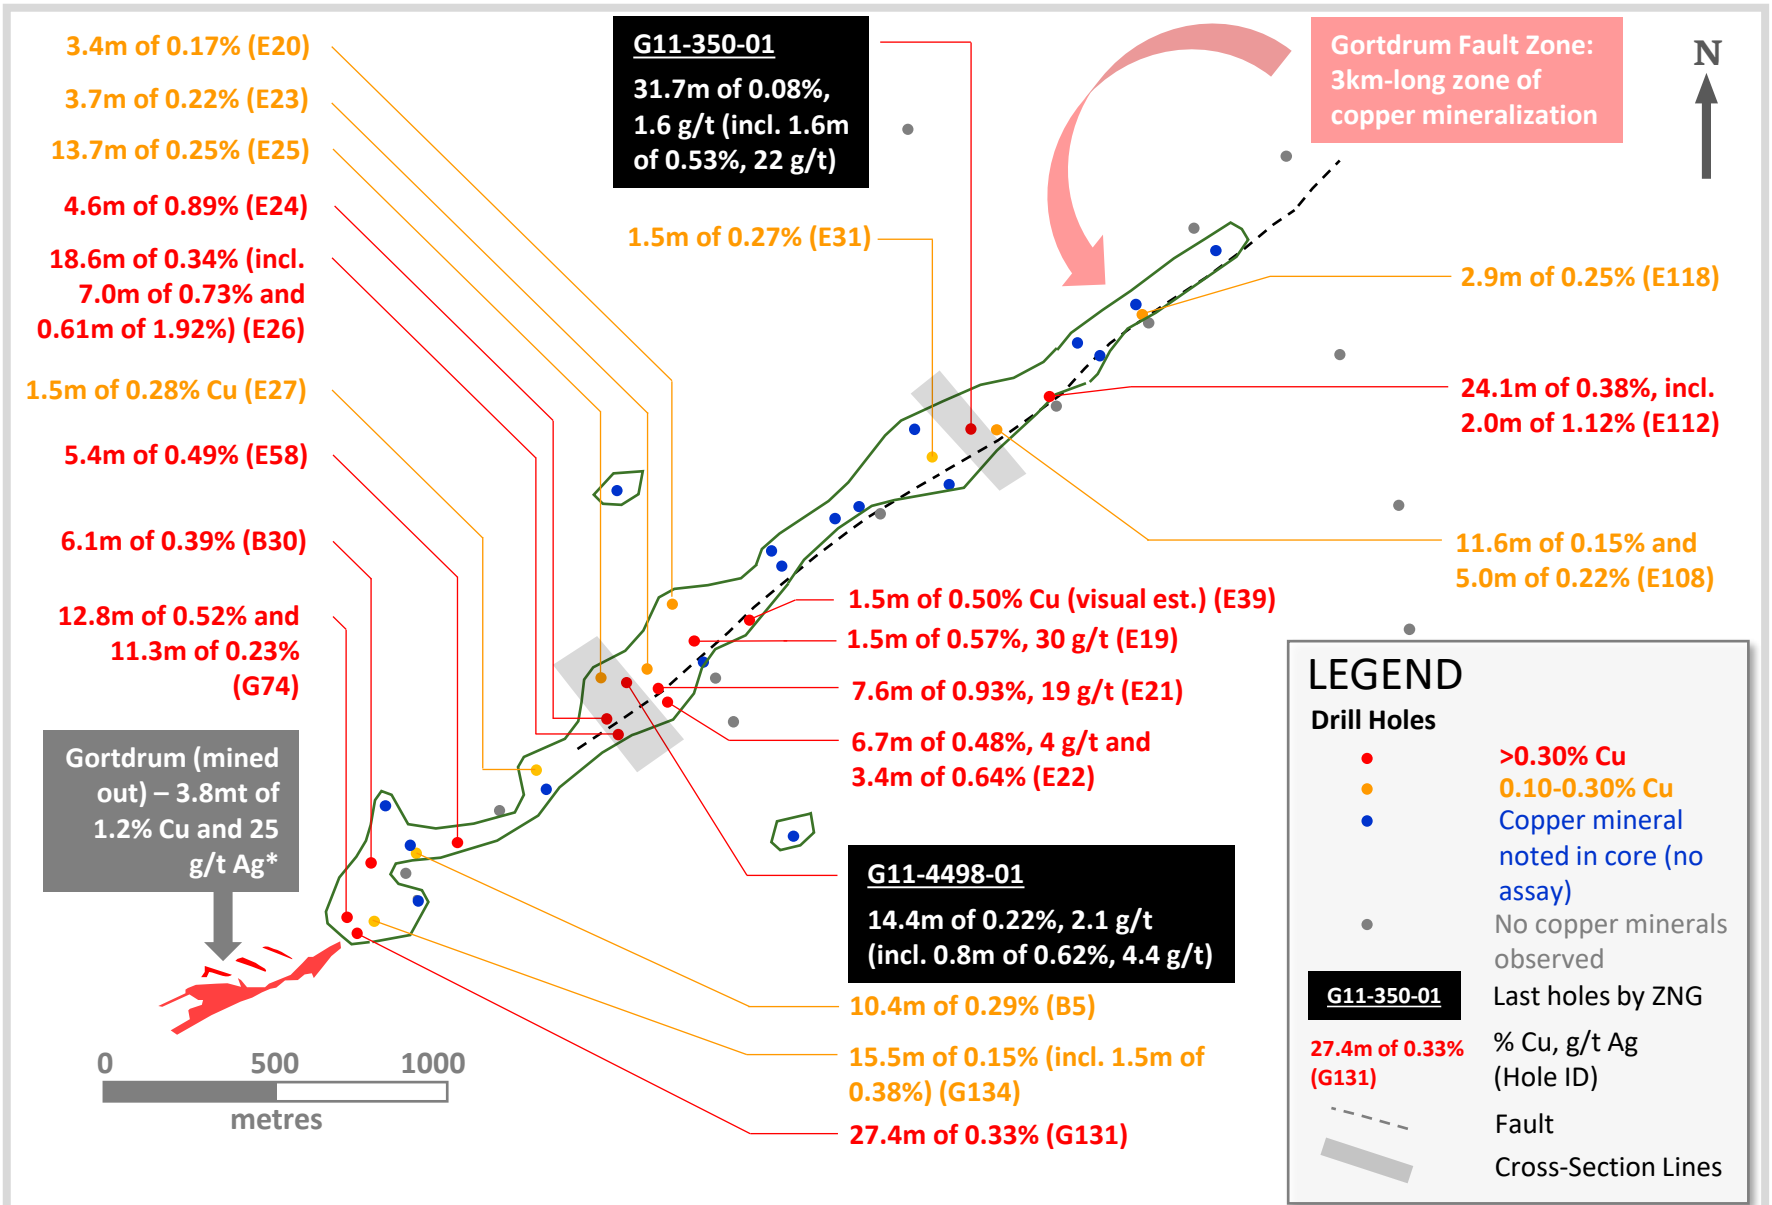 3.4m of 0.17% (E20)
3.7m of 0.22% (E23)
13.7m of 0.25% (E25)
4.6m of 0.89% (E24)
18.6m of 0.34% (incl.
7.0m of 0.73% and
0.61m of 1.92%) (E26)
1.5m of 0.28% Cu (E27)
5.4m of 0.49% (E58)
6.1m of 0.39% (B30)
12.8m of 0.52% and
11.3m of 0.23%
(G74)
Gortdrum (mined
out) – 3.8mt of
1.2% Cu and 25
g/t Ag*
0 500 1000
metres
G11-350-01
31.7m of 0.08%,
1.6 g/t (incl. 1.6m
of 0.53%, 22 g/t)
1.5m of 0.27% (E31)
Gortdrum Fault Zone:
3km-long zone of
copper mineralization
N
2.9m of 0.25% (E118)
24.1m of 0.38%, incl.
2.0m of 1.12% (E112)
11.6m of 0.15% and
5.0m of 0.22% (E108)
1.5m of 0.50% Cu (visual est.) (E39)
1.5m of 0.57%, 30 g/t (E19)
7.6m of 0.93%, 19 g/t (E21)
6.7m of 0.48%, 4 g/t and
3.4m of 0.64% (E22)
G11-4498-01
14.4m of 0.22%, 2.1 g/t
(incl. 0.8m of 0.62%, 4.4 g/t)
10.4m of 0.29% (B5)
15.5m of 0.15% (incl. 1.5m of
0.38%) (G134)
27.4m of 0.33% (G131)
LEGEND
Drill Holes
>0.30% Cu
0.10-0.30% Cu
Copper mineral
noted in core (no
assay)
No copper minerals
observed
G11-350-01 Last holes by ZNG
27.4m of 0.33% % Cu, g/t Ag
(G131) (Hole ID)
Fault
Cross-Section Lines